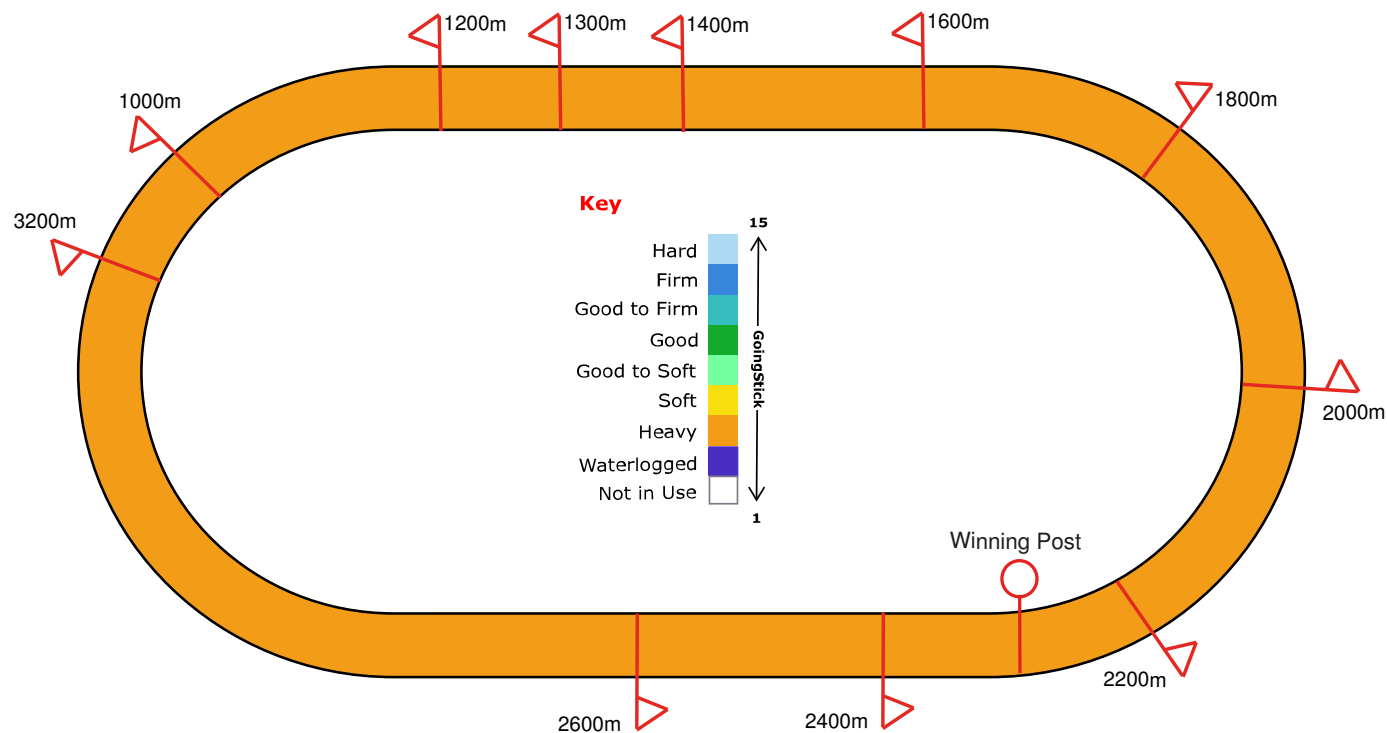 1200m
1300m
1400m
1600m
1000m
1800m
Key
3200m
15
Hard
Firm
Good to Firm
Good
GoingStick
Good to Soft
Soft
2000m
Heavy
Waterlogged
Not in Use
1
Winning Post
2200m
2600m
2400m